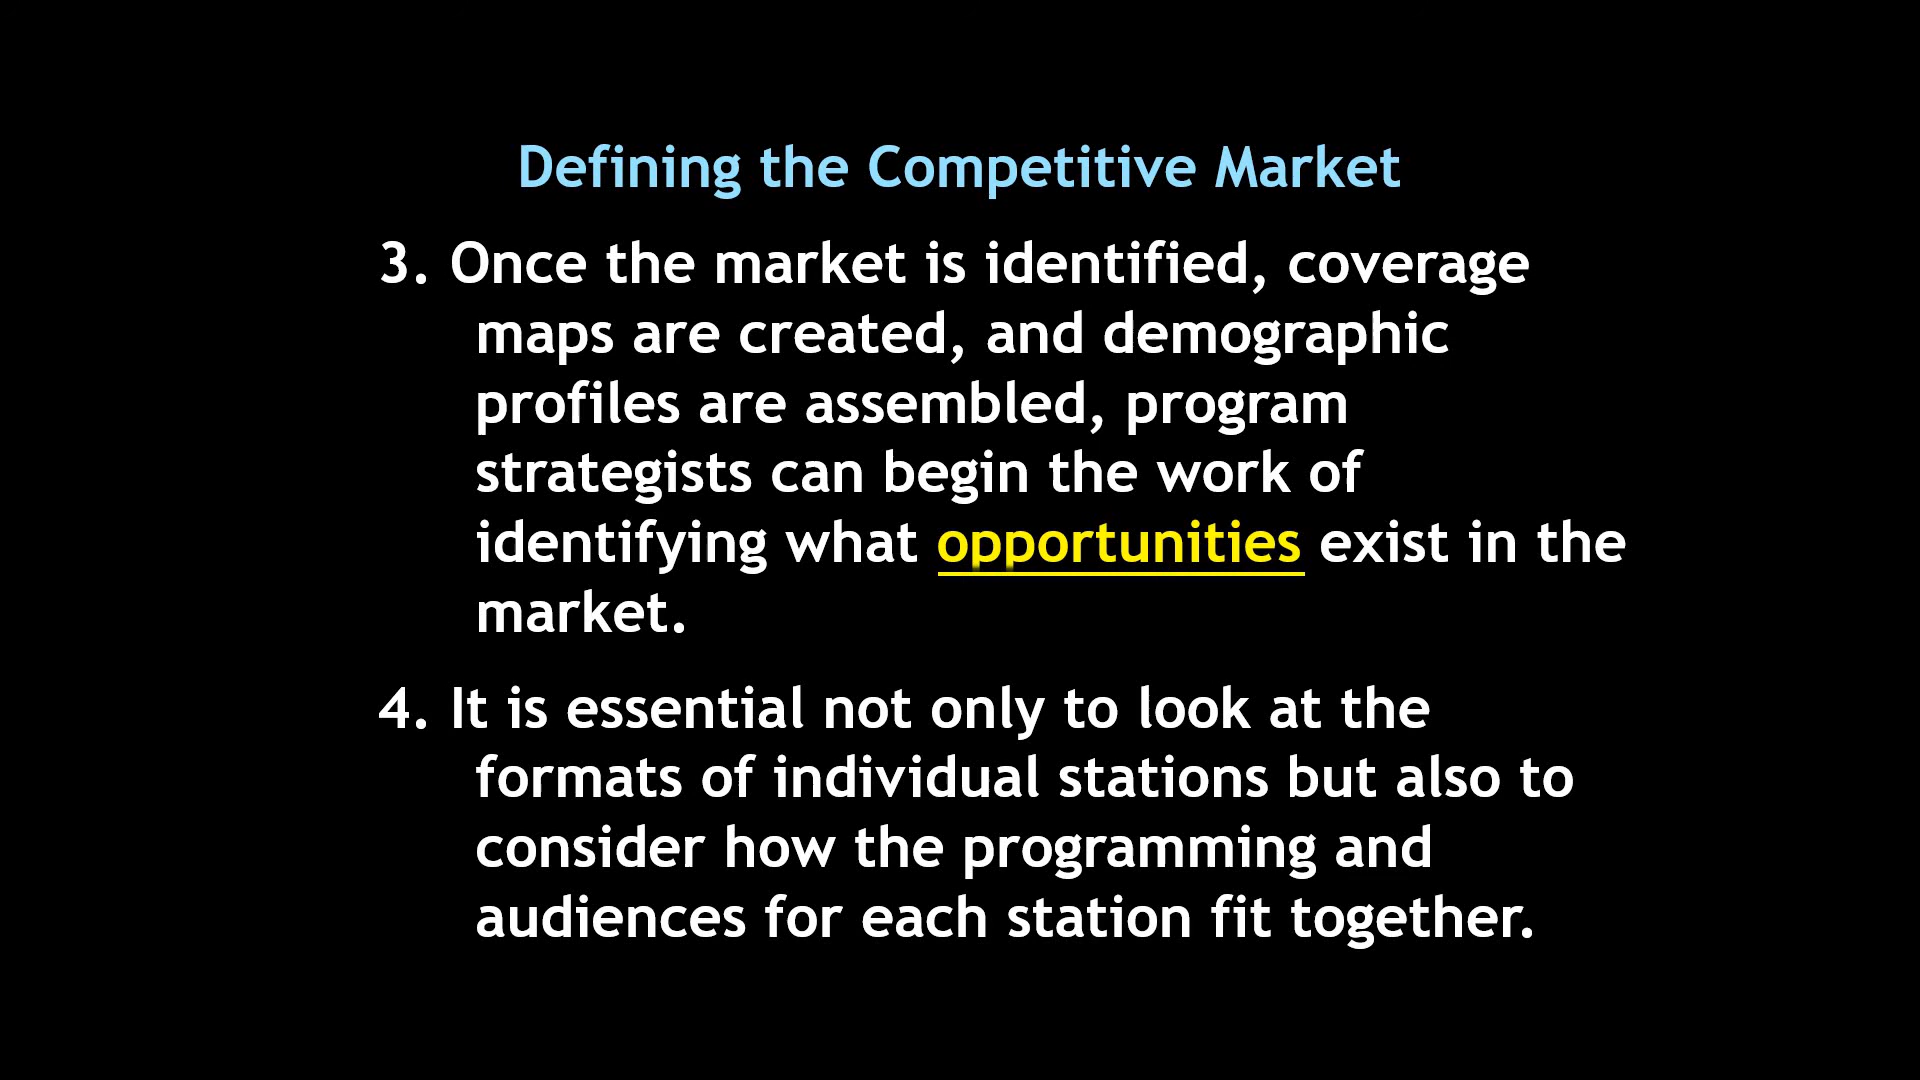 Defining the Competitive Market
3. Once the market is identified, coverage
maps are created, and demographic
profiles are assembled, program
strategists can begin the work of
identifying what opportunities exist in the
market.
4. It is essential not only to look at the
formats of individual stations but also to
consider how the programming and
audiences for each station fit together.